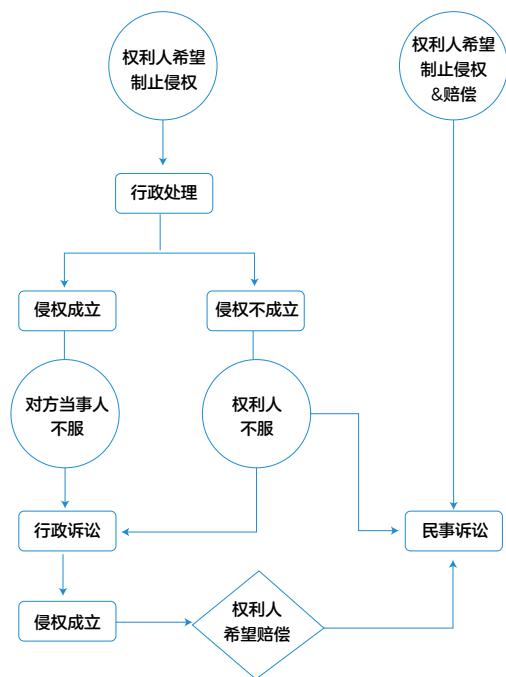 权利人希望
制止侵权
权利人希望
制止侵权
&赔偿
行政处理
侵权成立
侵权不成立
对方当事人
不服
权利人
不服
行政诉讼
民事诉讼
侵权成立
权利人
希望赔偿